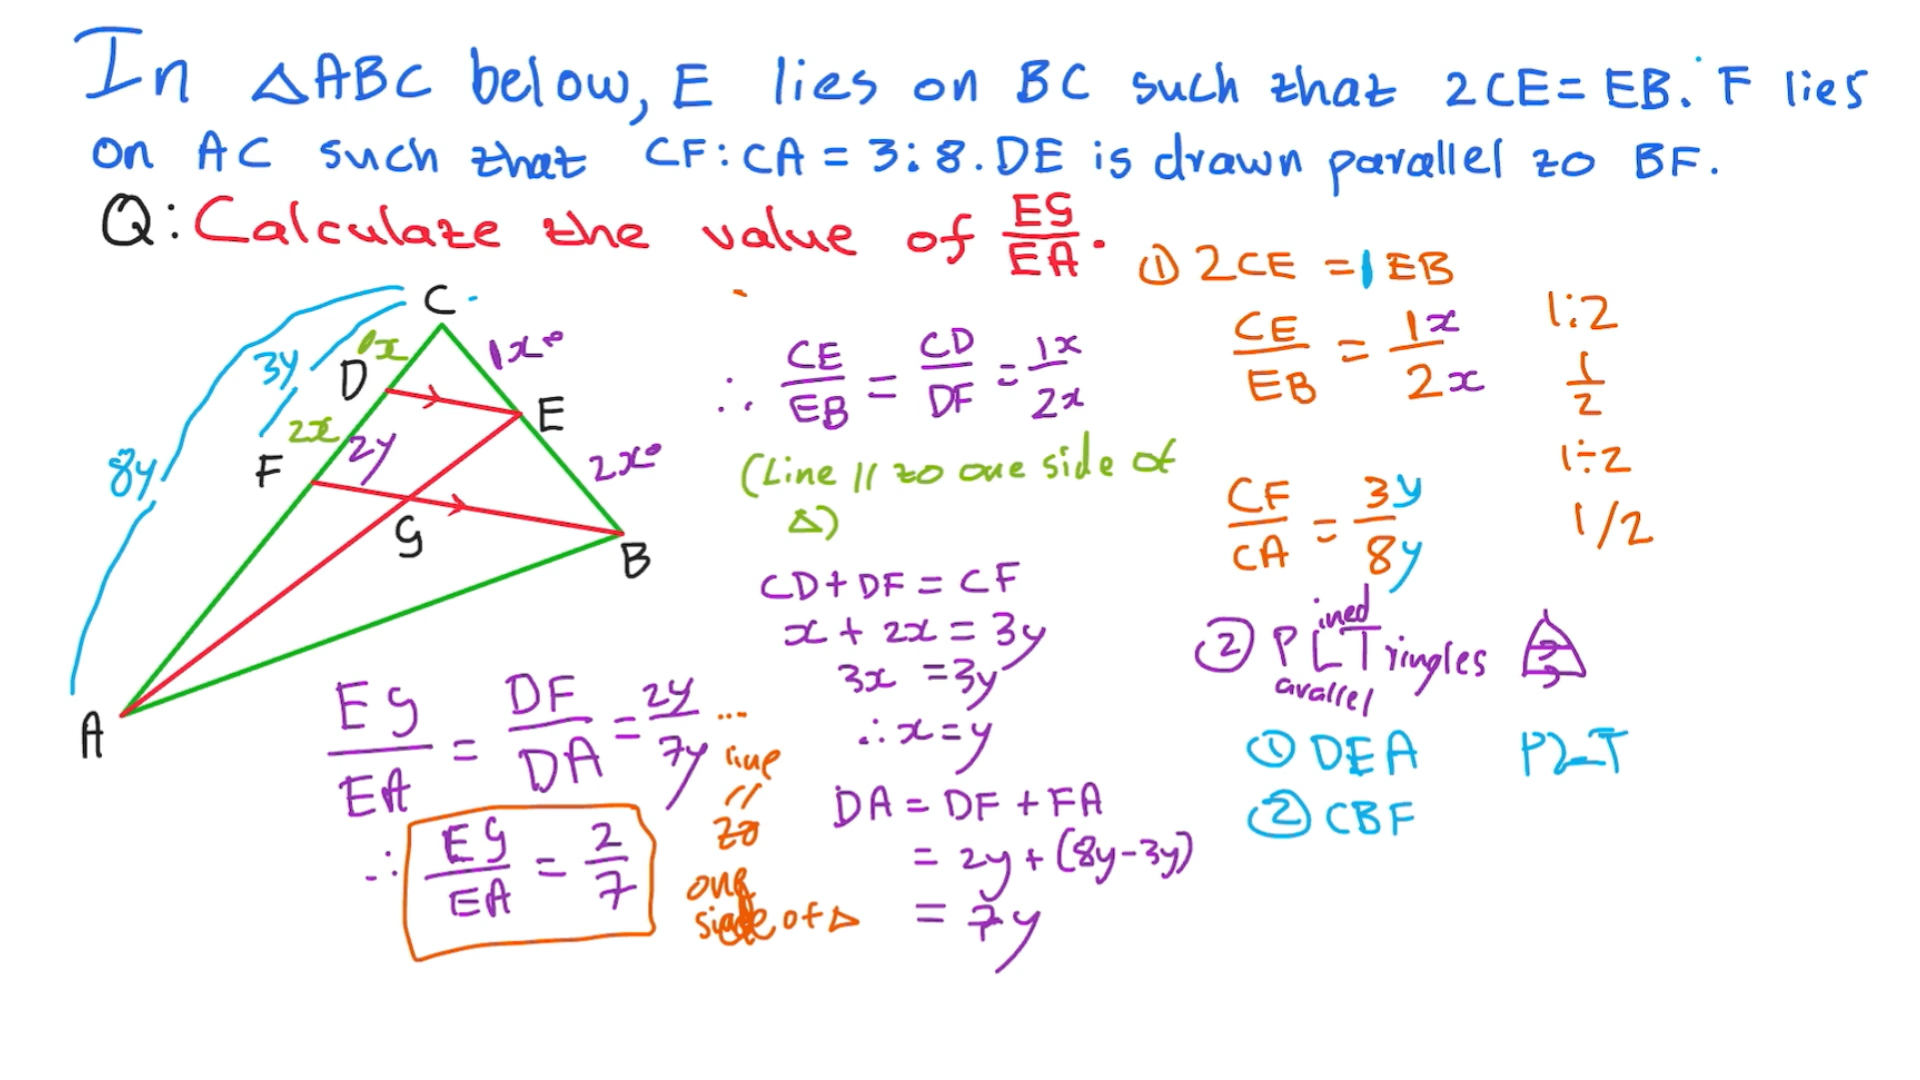 In △ABC below, E lies on BC such that 2CE = EB. F lies
on AC such that CF:CA = 3:8. DE is drawn parallel to BF.
Q: Calculate the value of EG/EA.
C
D
E
F
G
B
A
8y
3y
1x
2x
2y
1x
2x
∴ CE/EB = CD/DF = 1x/2x
(Line // to one side of
△)
CD + DF = CF
x + 2x = 3y
3x = 3y
∴ x = y
DA = DF + FA
= 2y + (8y-3y)
= 7y
EG/EA = DF/DA = 2y/7y ...
line
//
to
one
side of △
∴ EG/EA = 2/7
① 2CE = 1EB
CE/EB = 1x/2x
CF/CA = 3y/8y
1:2
1/2
1÷2
1/2
ined
② PLTriangles
arallel
① DEA PLT
② CBF